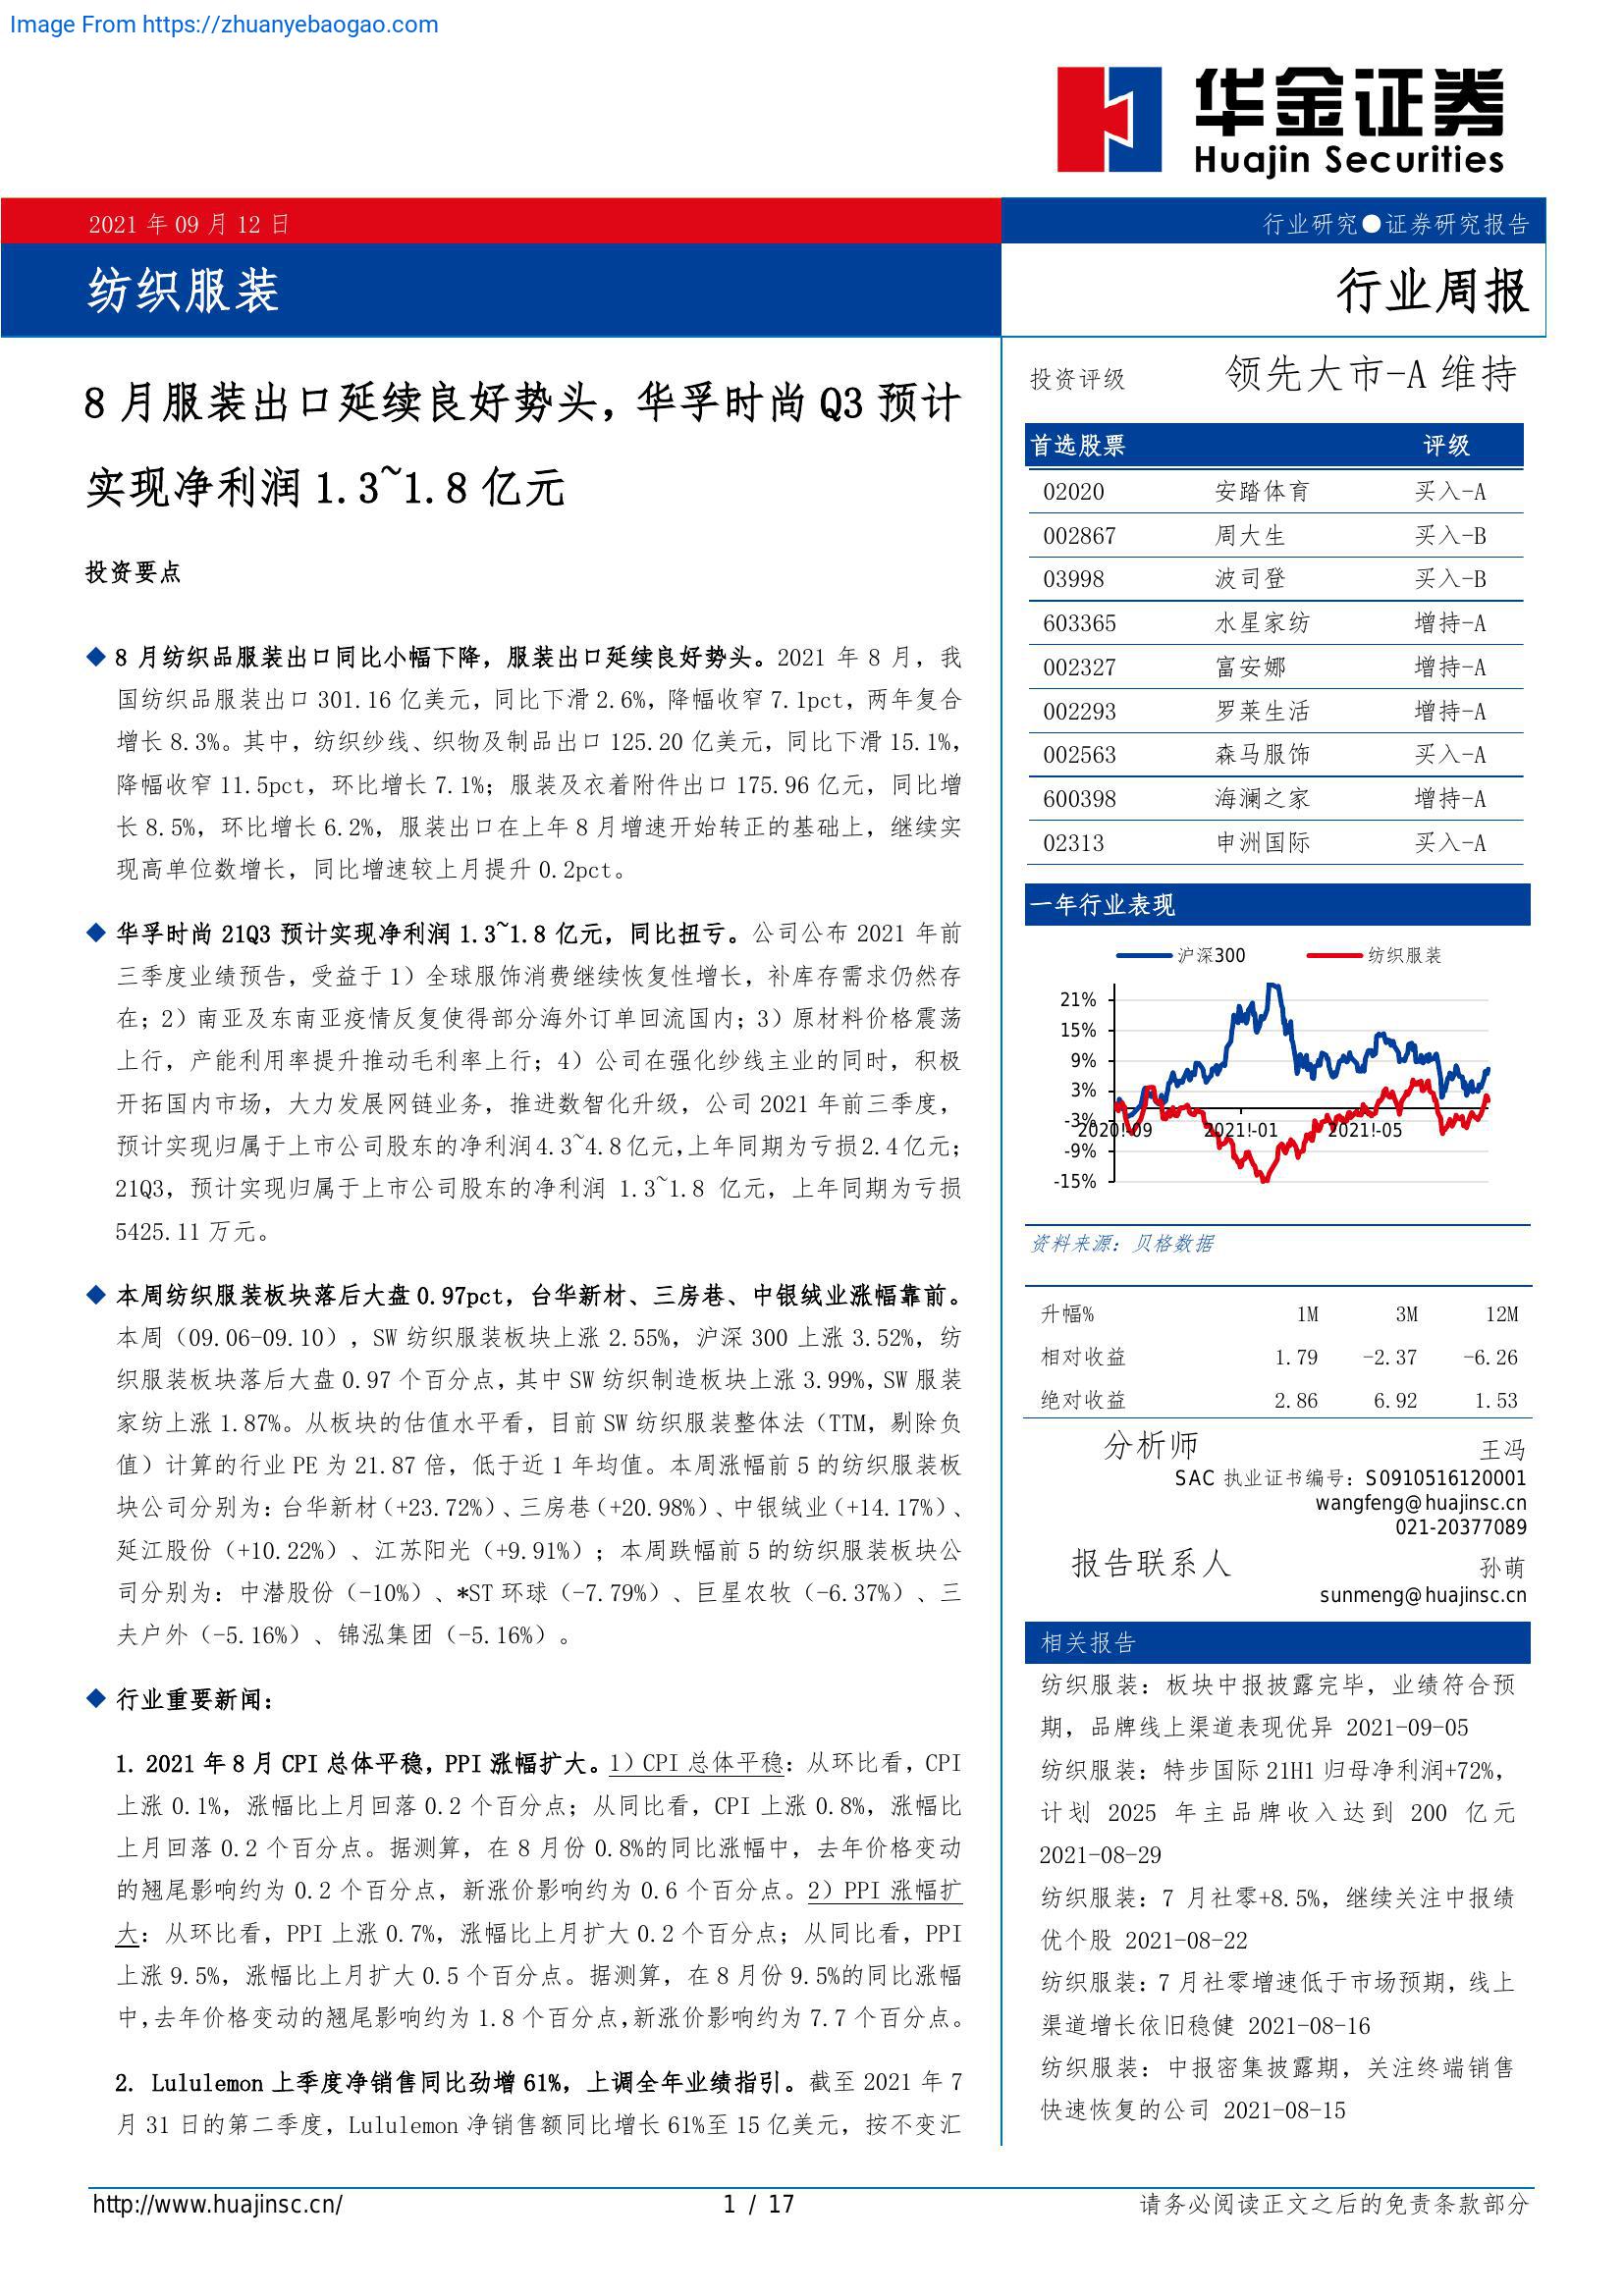 Image From https://zhuanyebaogao.com
华金证券
Huajin Securities
2021 年 09 月 12 日
行业研究●证券研究报告
纺织服装
行业周报
8 月服装出口延续良好势头，华孚时尚 Q3 预计
实现净利润 1.3~1.8 亿元
投资要点
◆ 8 月纺织品服装出口同比小幅下降，服装出口延续良好势头。2021 年 8 月，我
国纺织品服装出口 301.16 亿美元，同比下滑 2.6%，降幅收窄 7.1pct，两年复合
增长 8.3%。其中，纺织纱线、织物及制品出口 125.20 亿美元，同比下滑 15.1%，
降幅收窄 11.5pct，环比增长 7.1%；服装及衣着附件出口 175.96 亿元，同比增
长 8.5%，环比增长 6.2%，服装出口在上年 8 月增速开始转正的基础上，继续实
现高单位数增长，同比增速较上月提升 0.2pct。
◆ 华孚时尚 21Q3 预计实现净利润 1.3~1.8 亿元，同比扭亏。公司公布 2021 年前
三季度业绩预告，受益于 1）全球服饰消费继续恢复性增长，补库存需求仍然存
在；2）南亚及东南亚疫情反复使得部分海外订单回流国内；3）原材料价格震荡
上行，产能利用率提升推动毛利率上行；4）公司在强化纱线主业的同时，积极
开拓国内市场，大力发展网链业务，推进数智化升级，公司 2021 年前三季度，
预计实现归属于上市公司股东的净利润 4.3~4.8 亿元，上年同期为亏损 2.4 亿元；
21Q3，预计实现归属于上市公司股东的净利润 1.3~1.8 亿元，上年同期为亏损
5425.11 万元。
◆ 本周纺织服装板块落后大盘 0.97pct，台华新材、三房巷、中银绒业涨幅靠前。
本周（09.06-09.10），SW 纺织服装板块上涨 2.55%，沪深 300 上涨 3.52%，纺
织服装板块落后大盘 0.97 个百分点，其中 SW 纺织制造板块上涨 3.99%，SW 服装
家纺上涨 1.87%。从板块的估值水平看，目前 SW 纺织服装整体法（TTM，剔除负
值）计算的行业 PE 为 21.87 倍，低于近 1 年均值。本周涨幅前 5 的纺织服装板
块公司分别为：台华新材（+23.72%）、三房巷（+20.98%）、中银绒业（+14.17%）、
延江股份（+10.22%）、江苏阳光（+9.91%）；本周跌幅前 5 的纺织服装板块公
司分别为：中潜股份（-10%）、*ST 环球（-7.79%）、巨星农牧（-6.37%）、三
夫户外（-5.16%）、锦泓集团（-5.16%）。
◆ 行业重要新闻：
1. 2021 年 8 月 CPI 总体平稳，PPI 涨幅扩大。1）CPI 总体平稳：从环比看，CPI
上涨 0.1%，涨幅比上月回落 0.2 个百分点；从同比看，CPI 上涨 0.8%，涨幅比
上月回落 0.2 个百分点。据测算，在 8 月份 0.8%的同比涨幅中，去年价格变动
的翘尾影响约为 0.2 个百分点，新涨价影响约为 0.6 个百分点。2）PPI 涨幅扩
大：从环比看，PPI 上涨 0.7%，涨幅比上月扩大 0.2 个百分点；从同比看，PPI
上涨 9.5%，涨幅比上月扩大 0.5 个百分点。据测算，在 8 月份 9.5%的同比涨幅
中，去年价格变动的翘尾影响约为 1.8 个百分点，新涨价影响约为 7.7 个百分点。
2. Lululemon 上季度净销售同比劲增 61%，上调全年业绩指引。截至 2021 年 7
月 31 日的第二季度，Lululemon 净销售额同比增长 61%至 15 亿美元，按不变汇
投资评级 领先大市-A 维持
首选股票 评级
02020 安踏体育 买入-A
002867 周大生 买入-B
03998 波司登 买入-B
603365 水星家纺 增持-A
002327 富安娜 增持-A
002293 罗莱生活 增持-A
002563 森马服饰 买入-A
600398 海澜之家 增持-A
02313 申洲国际 买入-A
一年行业表现
沪深300 纺织服装
21%
15%
9%
3%
-3%
2020!-09 2021!-01 2021!-05
-9%
-15%
资料来源：贝格数据
升幅% 1M 3M 12M
相对收益 1.79 -2.37 -6.26
绝对收益 2.86 6.92 1.53
分析师 王冯
SAC 执业证书编号：S0910516120001
wangfeng@huajinsc.cn
021-20377089
报告联系人 孙萌
sunmeng@huajinsc.cn
相关报告
纺织服装：板块中报披露完毕，业绩符合预
期，品牌线上渠道表现优异 2021-09-05
纺织服装：特步国际 21H1 归母净利润+72%，
计划 2025 年主品牌收入达到 200 亿元
2021-08-29
纺织服装：7 月社零+8.5%，继续关注中报绩
优个股 2021-08-22
纺织服装：7 月社零增速低于市场预期，线上
渠道增长依旧稳健 2021-08-16
纺织服装：中报密集披露期，关注终端销售
快速恢复的公司 2021-08-15
http://www.huajinsc.cn/ 1 / 17 请务必阅读正文之后的免责条款部分